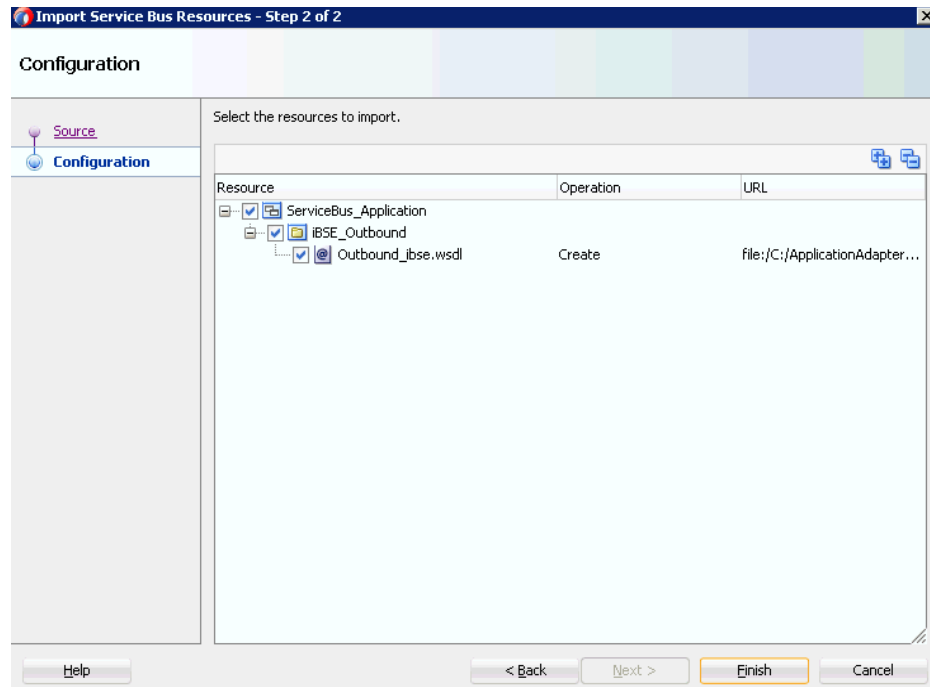 Import Service Bus Resources - Step 2 of 2
Configuration
Source
Configuration
Select the resources to import.
Resource Operation URL
ServiceBus_Application
iBSE_Outbound
Outbound_ibse.wsdl Create file:/C:/ApplicationAdapter...
Help < Back Next > Finish Cancel